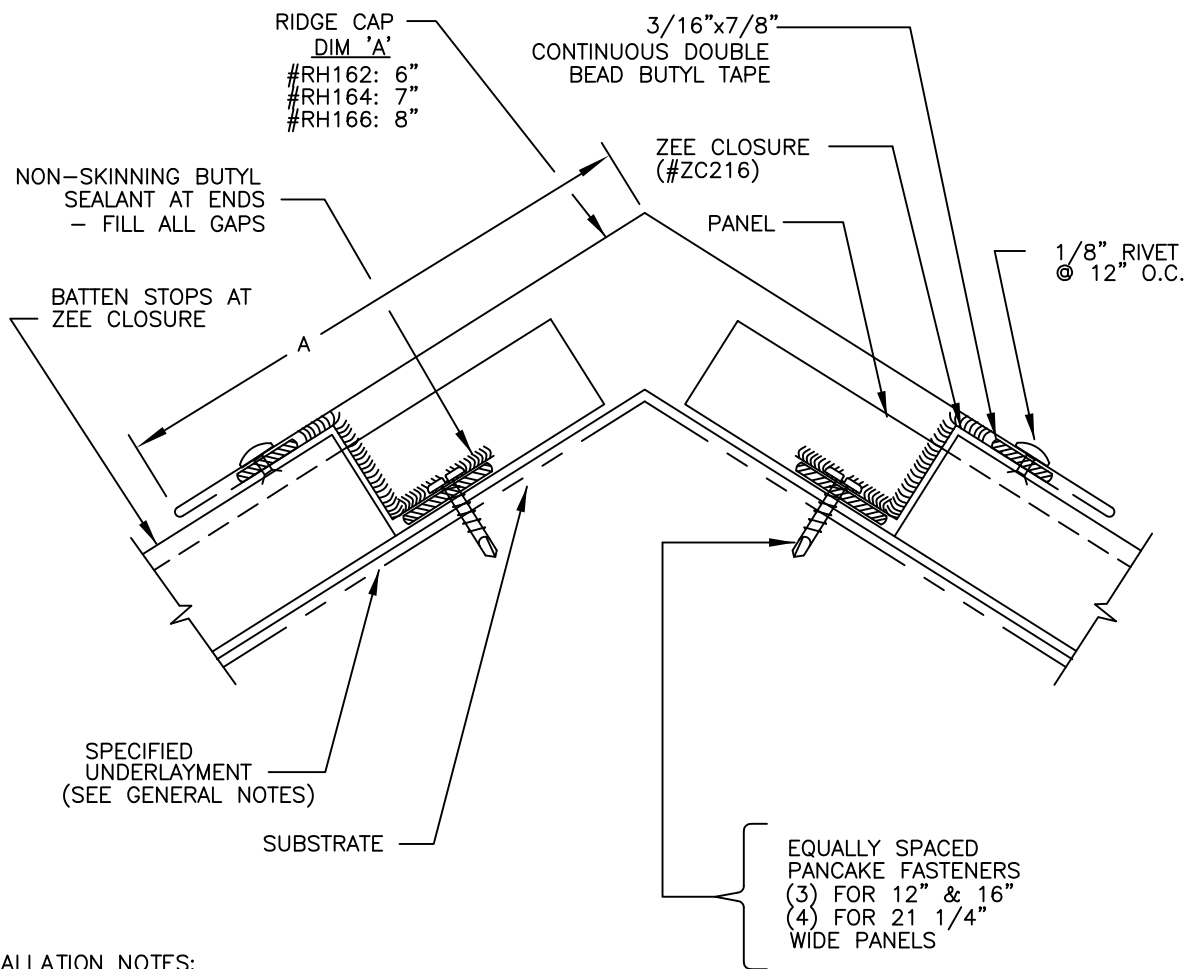 RIDGE CAP
DIM 'A'
#RH162: 6"
#RH164: 7"
#RH166: 8"
3/16"x7/8"
CONTINUOUS DOUBLE
BEAD BUTYL TAPE
ZEE CLOSURE
(#ZC216)
NON-SKINNING BUTYL
SEALANT AT ENDS
- FILL ALL GAPS
PANEL
1/8" RIVET
@ 12" O.C.
BATTEN STOPS AT
ZEE CLOSURE
A
SPECIFIED
UNDERLAYMENT
(SEE GENERAL NOTES)
SUBSTRATE
EQUALLY SPACED
PANCAKE FASTENERS
(3) FOR 12" & 16"
(4) FOR 21 1/4"
WIDE PANELS
ALLATION NOTES: